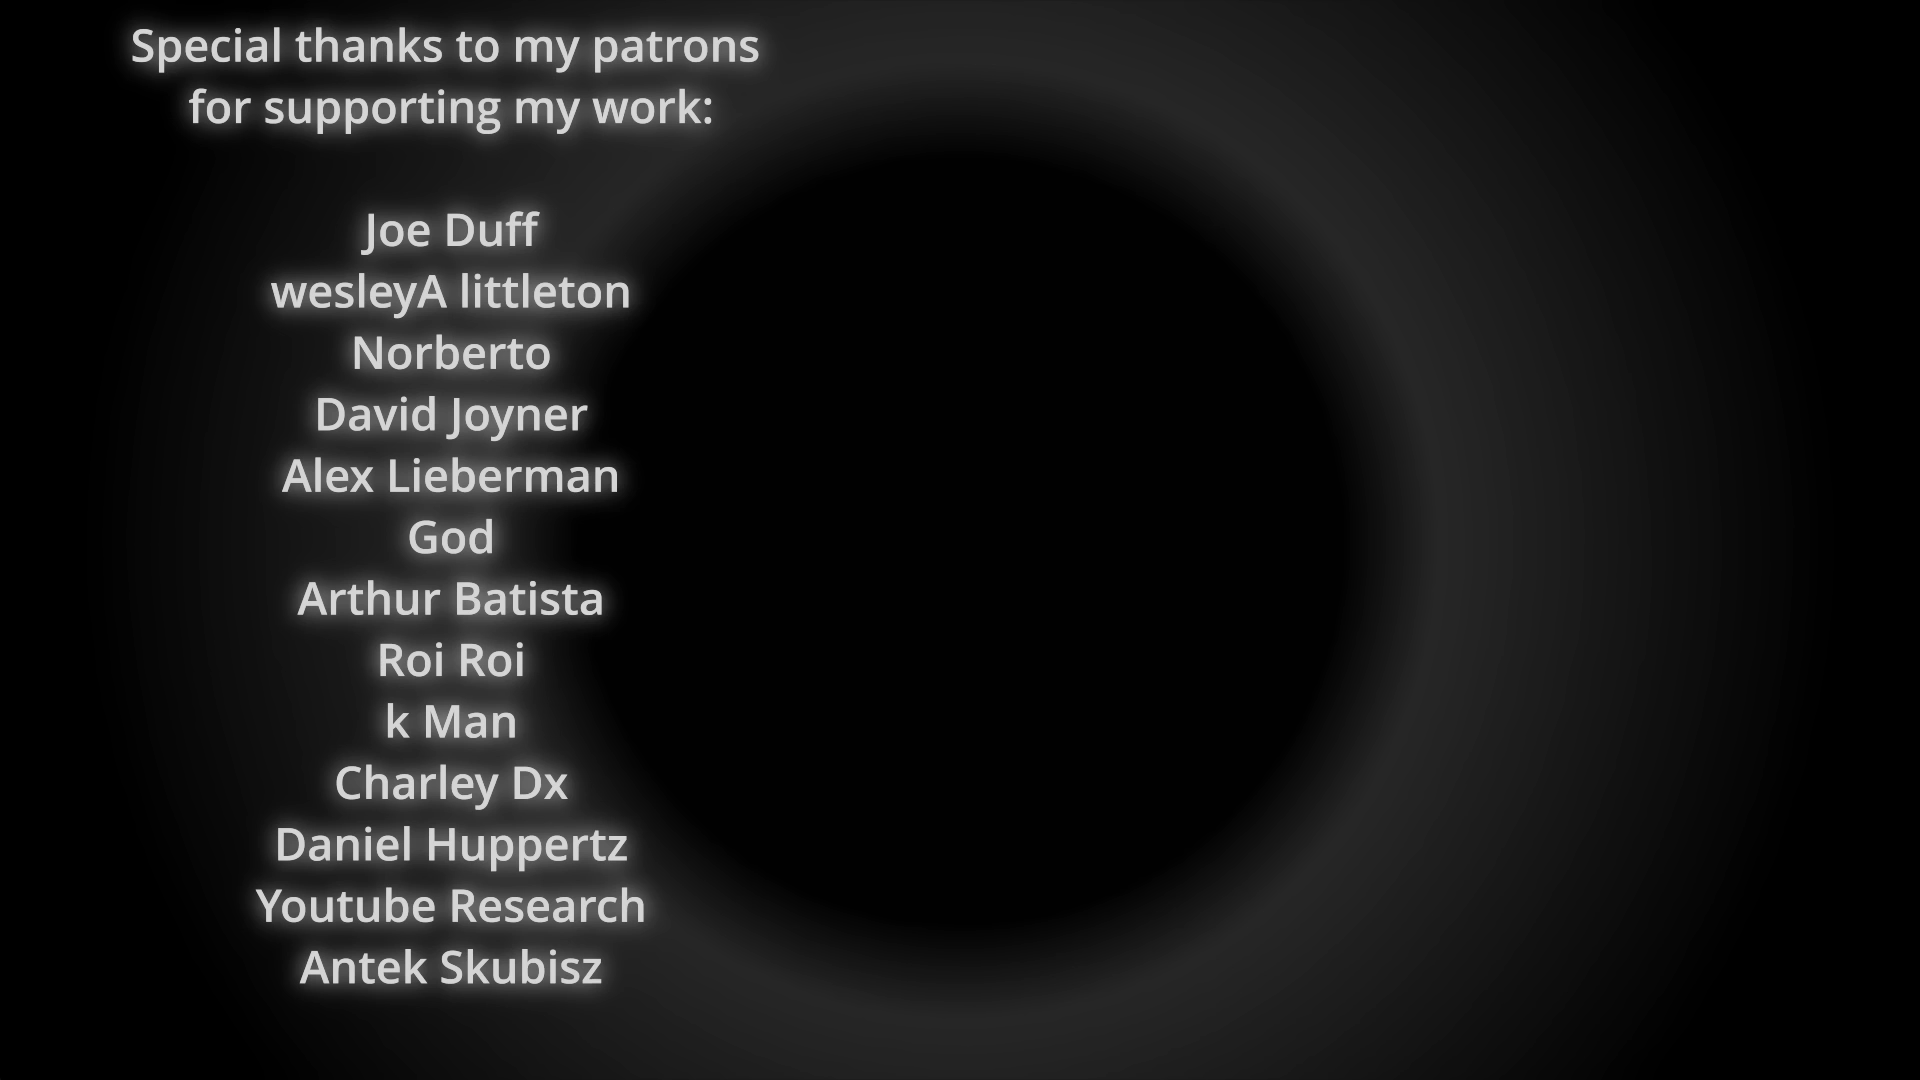 Special thanks to my patrons
for supporting my work:
Joe Duff
wesleyA littleton
Norberto
David Joyner
Alex Lieberman
God
Arthur Batista
Roi Roi
k Man
Charley Dx
Daniel Huppertz
Youtube Research
Antek Skubisz